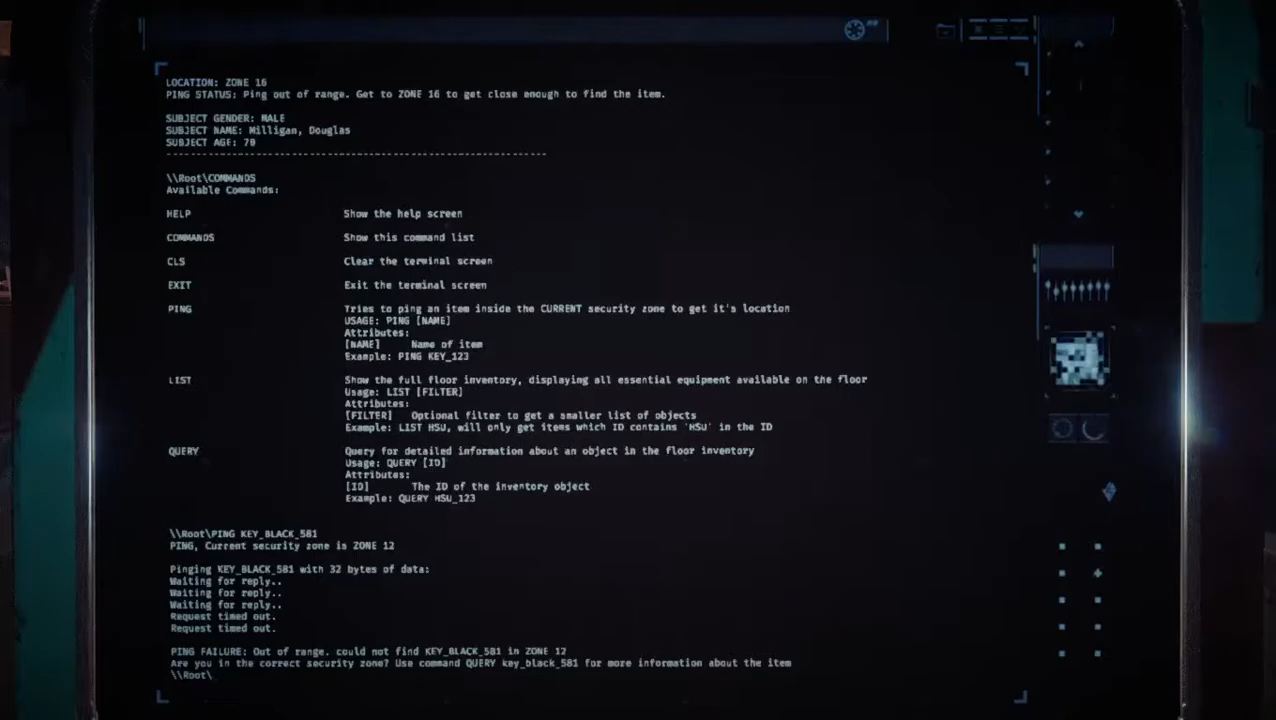 LOCATION: ZONE 16
PING STATUS: Ping out of range. Get to ZONE 16 to get close enough to find the item.
SUBJECT GENDER: MALE
SUBJECT NAME: Milligan, Douglas
SUBJECT AGE: 70
----------------------------------------------------------------
\\Root\COMMANDS
Available Commands:
HELP Show the help screen
COMMANDS Show this command list
CLS Clear the terminal screen
EXIT Exit the terminal screen
PING Tries to ping an item inside the CURRENT security zone to get it's location
USAGE: PING [NAME]
Attributes:
[NAME] Name of item
Example: PING KEY_123
LIST Show the full floor inventory, displaying all essential equipment available on the floor
Usage: LIST [FILTER]
Attributes:
[FILTER] Optional filter to get a smaller list of objects
Example: LIST HSU, will only get items which ID contains 'HSU' in the ID
QUERY Query for detailed information about an object in the floor inventory
Usage: QUERY [ID]
Attributes:
[ID] The ID of the inventory object
Example: QUERY HSU_123
\\Root\PING KEY_BLACK_581
PING, Current security zone is ZONE 12
Pinging KEY_BLACK_581 with 32 bytes of data:
Waiting for reply..
Waiting for reply..
Waiting for reply..
Request timed out.
Request timed out.
PING FAILURE: Out of range. could not find KEY_BLACK_581 in ZONE 12
Are you in the correct security zone? Use command QUERY key_black_581 for more information about the item
\\Root\